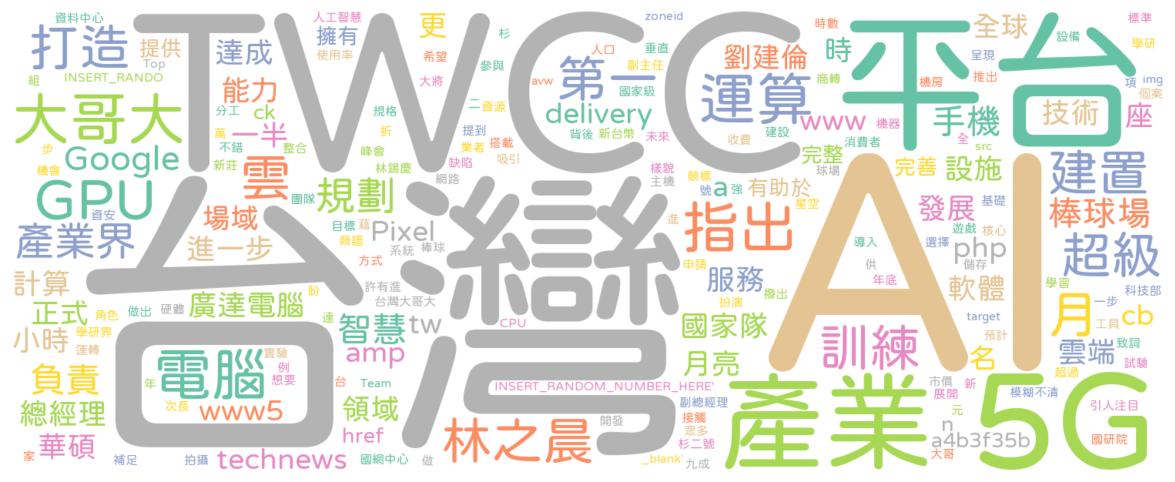 TWCC
台灣
AI
平台
產業
5G
打造
大哥大
GPU
Google
產業界
計算
正式
小時
負責
總經理
華碩
電腦
www5
technews
廣達電腦
進一步
場域
雲
一半
能力
達成
提供
擁有
ck
規劃
智慧
tw
amp
領域
href
Pixel
林之晨
第一
delivery
運算
劉建倫
更
www
完整
a
有助於
指出
服務
國家隊
月亮
時
手機
設施
完善
全球
技術
座
建置
棒球場
發展
超級
php
軟體
月
cb
名
雲端
訓練
n
a4b3f35b
資料中心
Top
INSERT_RANDO
組
步
機會
資安
分工
萬
不錯
新莊
整合
團隊
目標
頻譜
方式
人工智慧
使用率
希望
大將
參與
杉
zoneid
規格
折
峰會
林錫慶
藉
系統
棒球
網路
提到
二
資源
業者
缺陷
搭載
吸引
avw
人口
國家級
副主任
垂直
背後
新台幣
未來
樣貌
主機
收費
建設
商轉
時數
消費者
球場
競標
號
強
星空
進
申請
扮演
撥出
導入
供
年底
選擇
遊戲
儲存
核心
基礎
機器
機房
推出
呈現
設備
全
src
標準
學研
項
img
個案
科技部
學習
一步
工具
target
預計
致詞
試驗
超過
市價
展開
新
元
模糊不清
引人注目
國研院
大哥
許有進
台灣大哥大
CPU
INSERT_RANDOM_NUMBER_HERE'
副總經理
接觸
眾多
杉二號
九成
_blank'
開發
角色
做出
硬體
學研界
運轉
盼
連
實驗
例
想要
年
次長
台
Team
國網中心
做
家
補足
拍攝